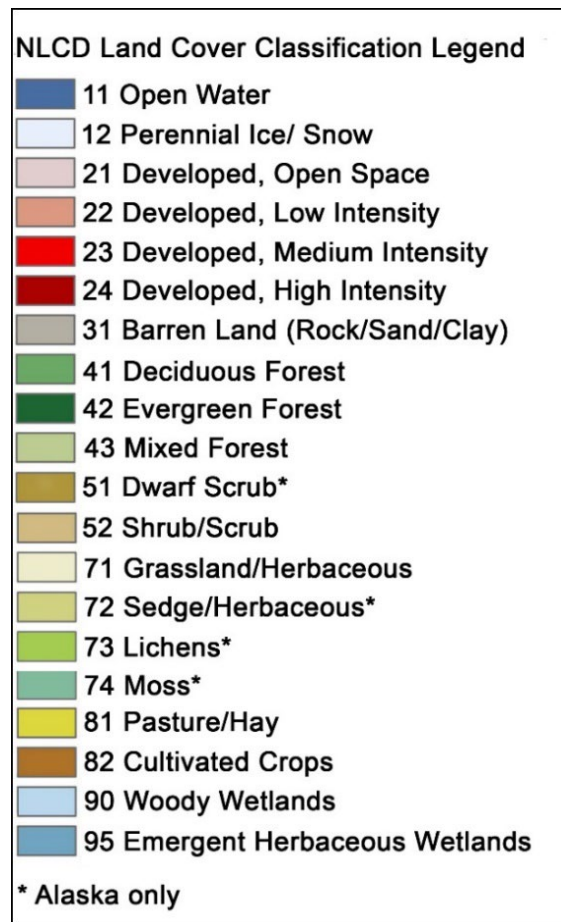 NLCD Land Cover Classification Legend
11 Open Water
12 Perennial Ice/ Snow
21 Developed, Open Space
22 Developed, Low Intensity
23 Developed, Medium Intensity
24 Developed, High Intensity
31 Barren Land (Rock/Sand/Clay)
41 Deciduous Forest
42 Evergreen Forest
43 Mixed Forest
51 Dwarf Scrub*
52 Shrub/Scrub
71 Grassland/Herbaceous
72 Sedge/Herbaceous*
73 Lichens*
74 Moss*
81 Pasture/Hay
82 Cultivated Crops
90 Woody Wetlands
95 Emergent Herbaceous Wetlands
* Alaska only